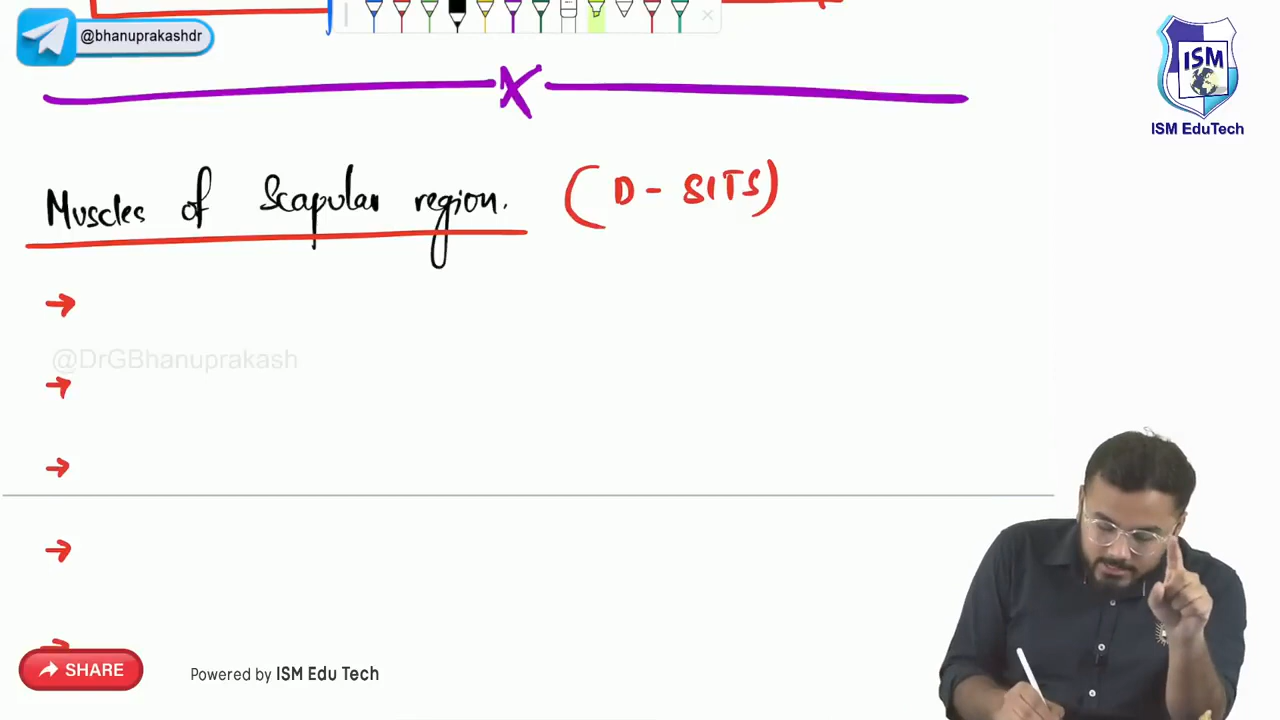 @bhanuprakashdr
ISM
ISM EduTech
Muscles of Scapular region. (D - SITS)
@DrGBhanuprakash
SHARE
Powered by ISM Edu Tech